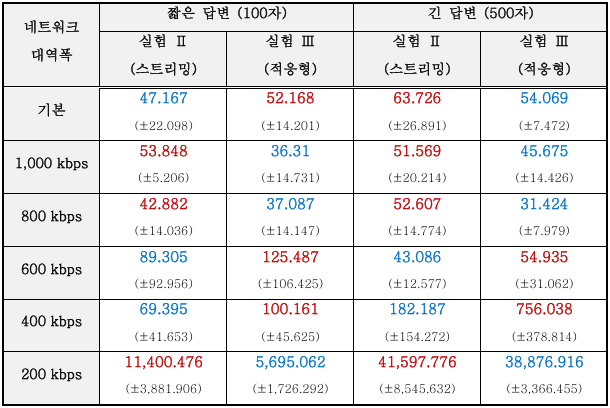 네트워크 대역폭 짧은 답변 (100자) 긴 답변 (500자)
실험 Ⅱ (스트리밍) 실험 Ⅲ (적응형) 실험 Ⅱ (스트리밍) 실험 Ⅲ (적응형)
기본 47.167 52.168 63.726 54.069
(±22.098) (±14.201) (±26.891) (±7.472)
1,000 kbps 53.848 36.31 51.569 45.675
(±5.206) (±14.731) (±20.214) (±14.426)
800 kbps 42.882 37.087 52.607 31.424
(±14.036) (±14.147) (±14.774) (±7.979)
600 kbps 89.305 125.487 43.086 54.935
(±92.956) (±106.425) (±12.577) (±31.062)
400 kbps 69.395 100.161 182.187 756.038
(±41.653) (±45.625) (±154.272) (±378.814)
200 kbps 11,400.476 5,695.062 41,597.776 38,876.916
(±3,881.906) (±1,726.292) (±8,545.632) (±3,366.455)